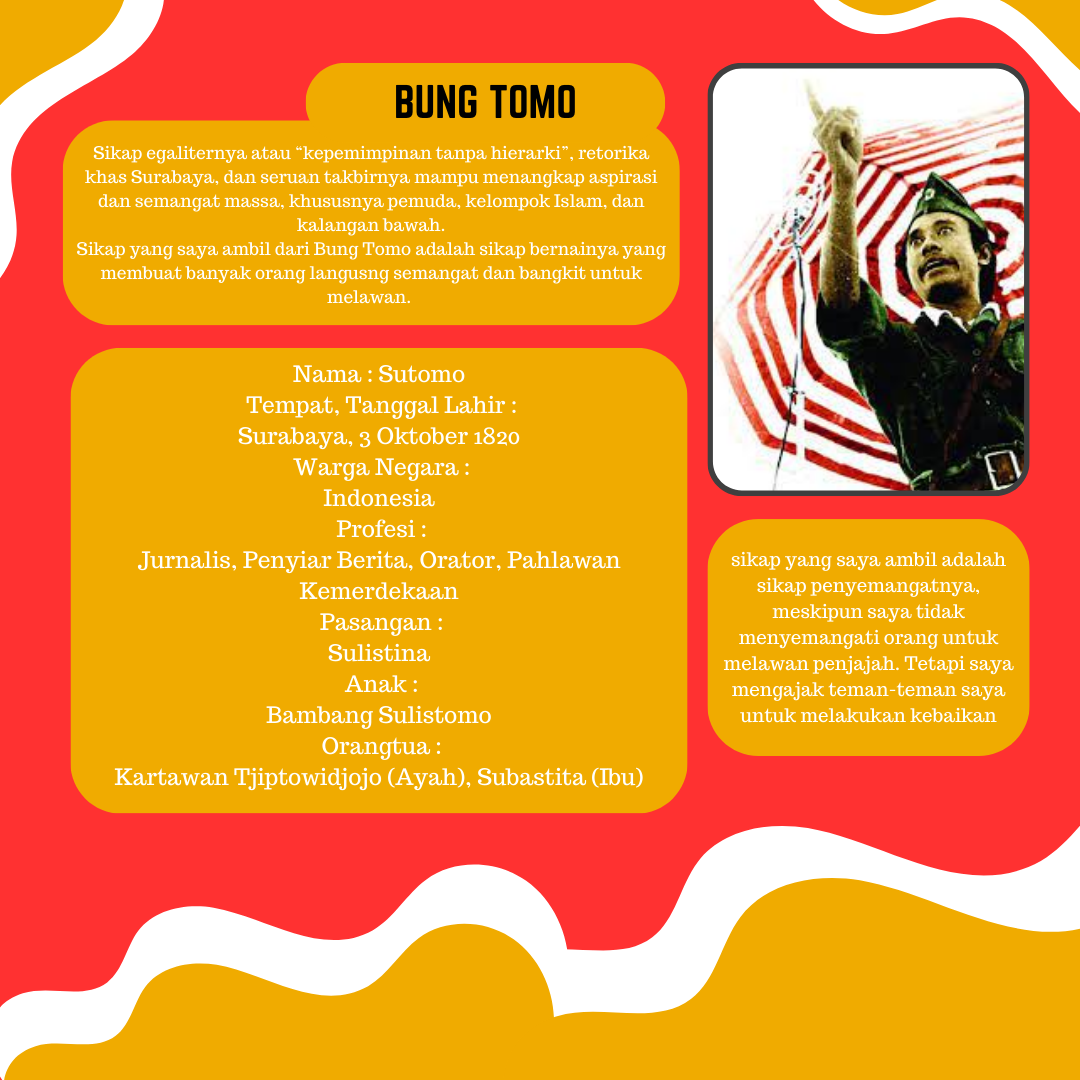 BUNG TOMO
Sikap egaliternya atau “kepemimpinan tanpa hierarki”, retorika
khas Surabaya, dan seruan takbirnya mampu menangkap aspirasi
dan semangat massa, khususnya pemuda, kelompok Islam, dan
kalangan bawah.
Sikap yang saya ambil dari Bung Tomo adalah sikap bernainya yang
membuat banyak orang langusng semangat dan bangkit untuk
melawan.
Nama : Sutomo
Tempat, Tanggal Lahir :
Surabaya, 3 Oktober 1820
Warga Negara :
Indonesia
Profesi :
Jurnalis, Penyiar Berita, Orator, Pahlawan
Kemerdekaan
Pasangan :
Sulistina
Anak :
Bambang Sulistomo
Orangtua :
Kartawan Tjiptowidjojo (Ayah), Subastita (Ibu)
sikap yang saya ambil adalah
sikap penyemangatnya,
meskipun saya tidak
menyemangati orang untuk
melawan penjajah. Tetapi saya
mengajak teman-teman saya
untuk melakukan kebaikan